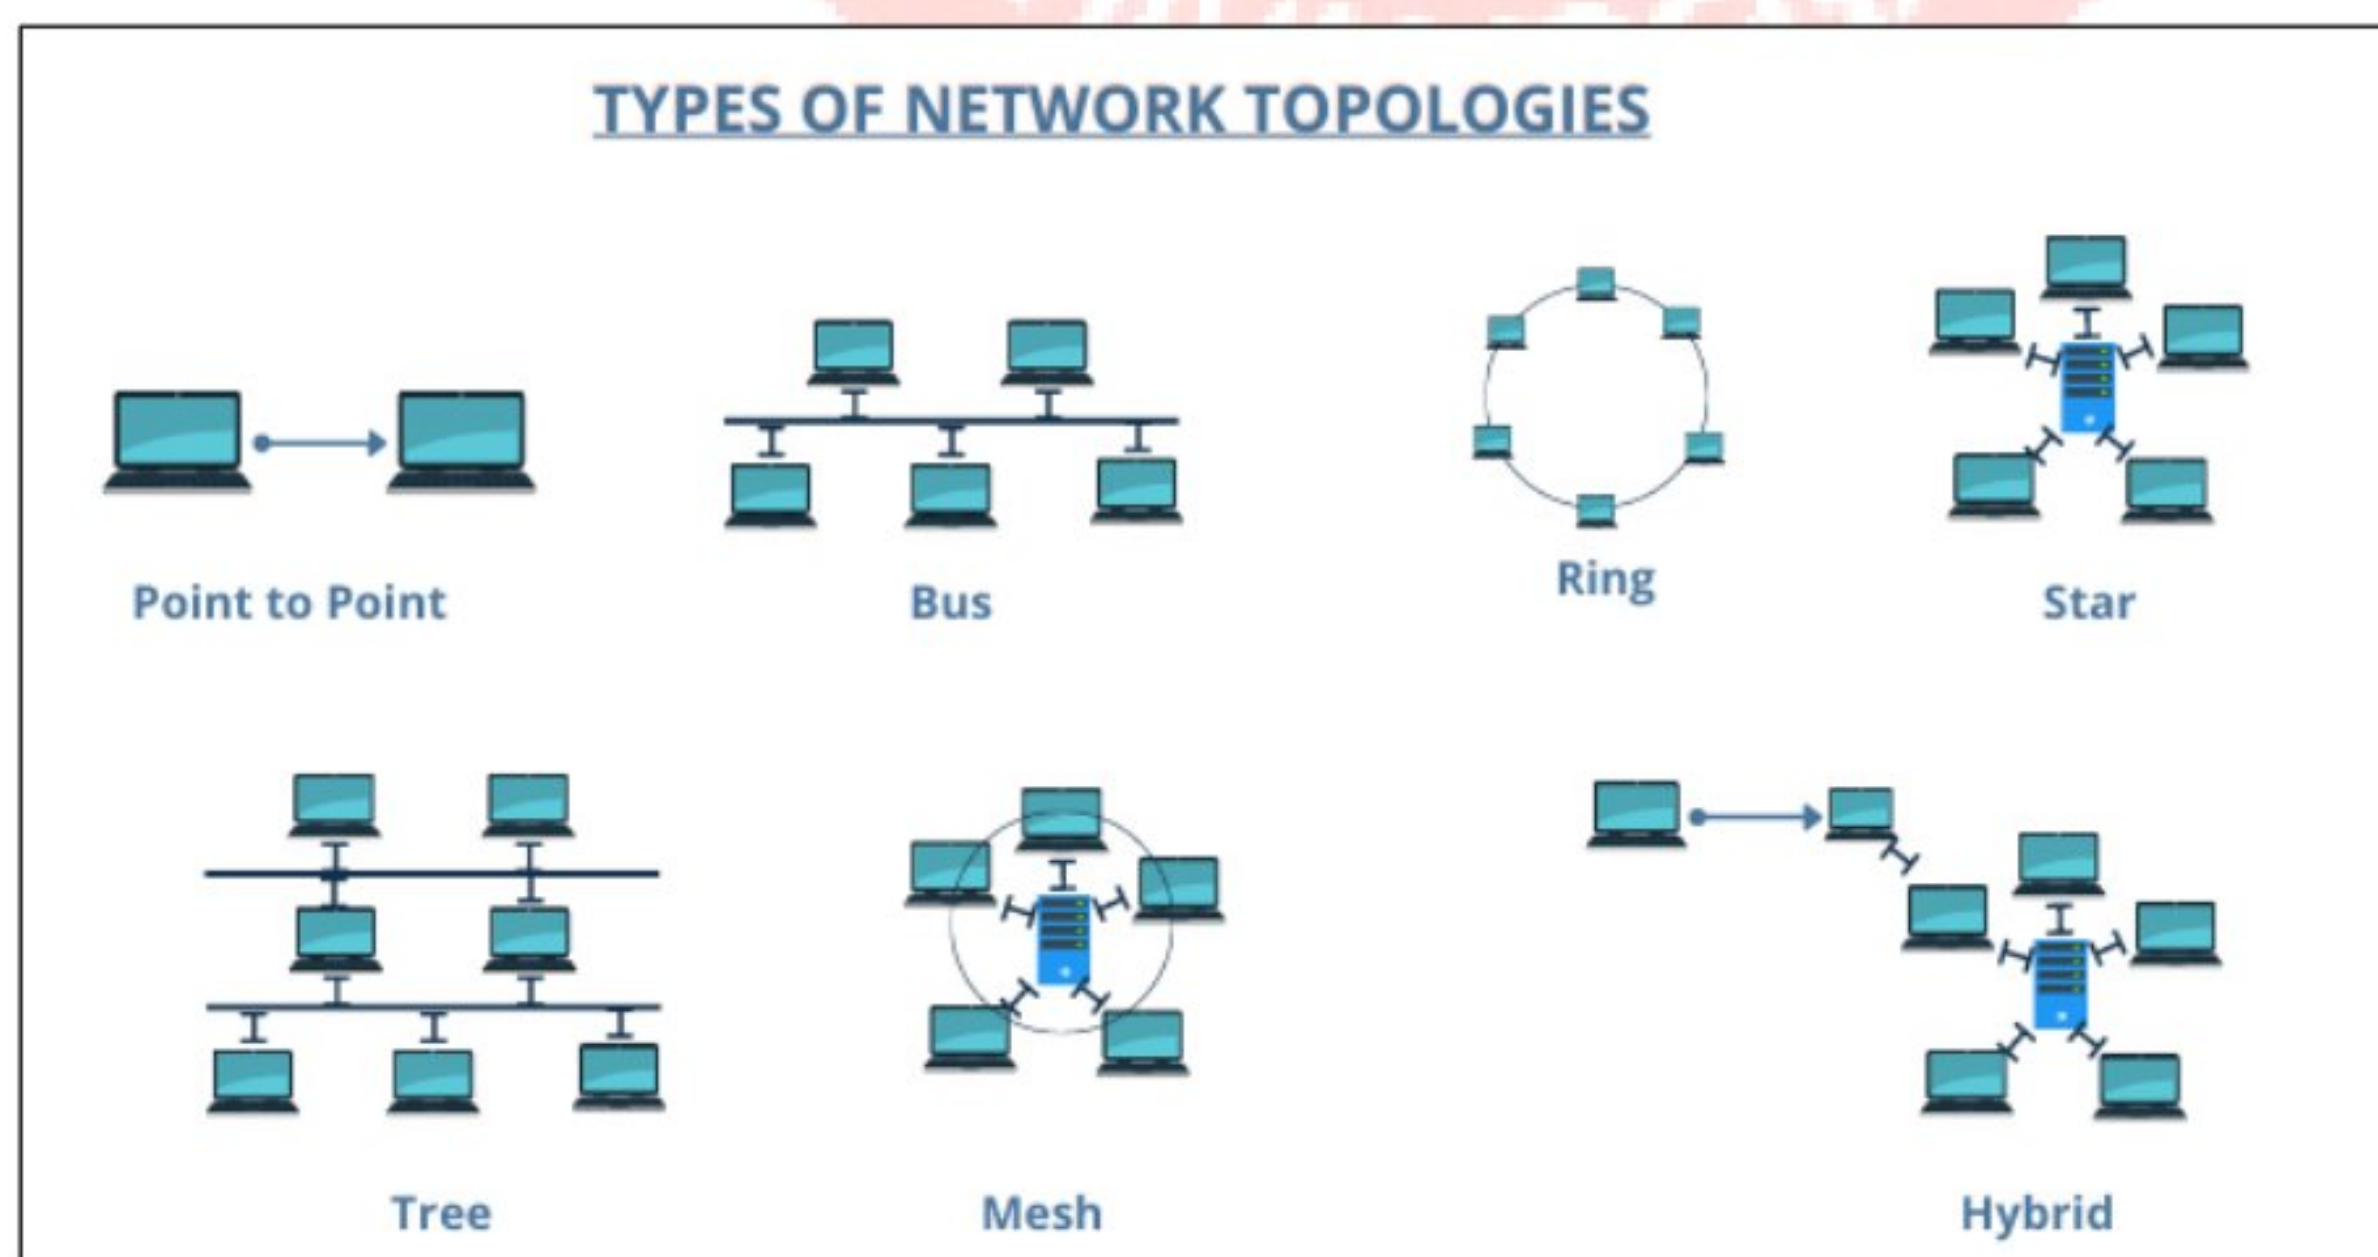 TYPES OF NETWORK TOPOLOGIES
Point to Point
Bus
Ring
Star
Tree
Mesh
Hybrid